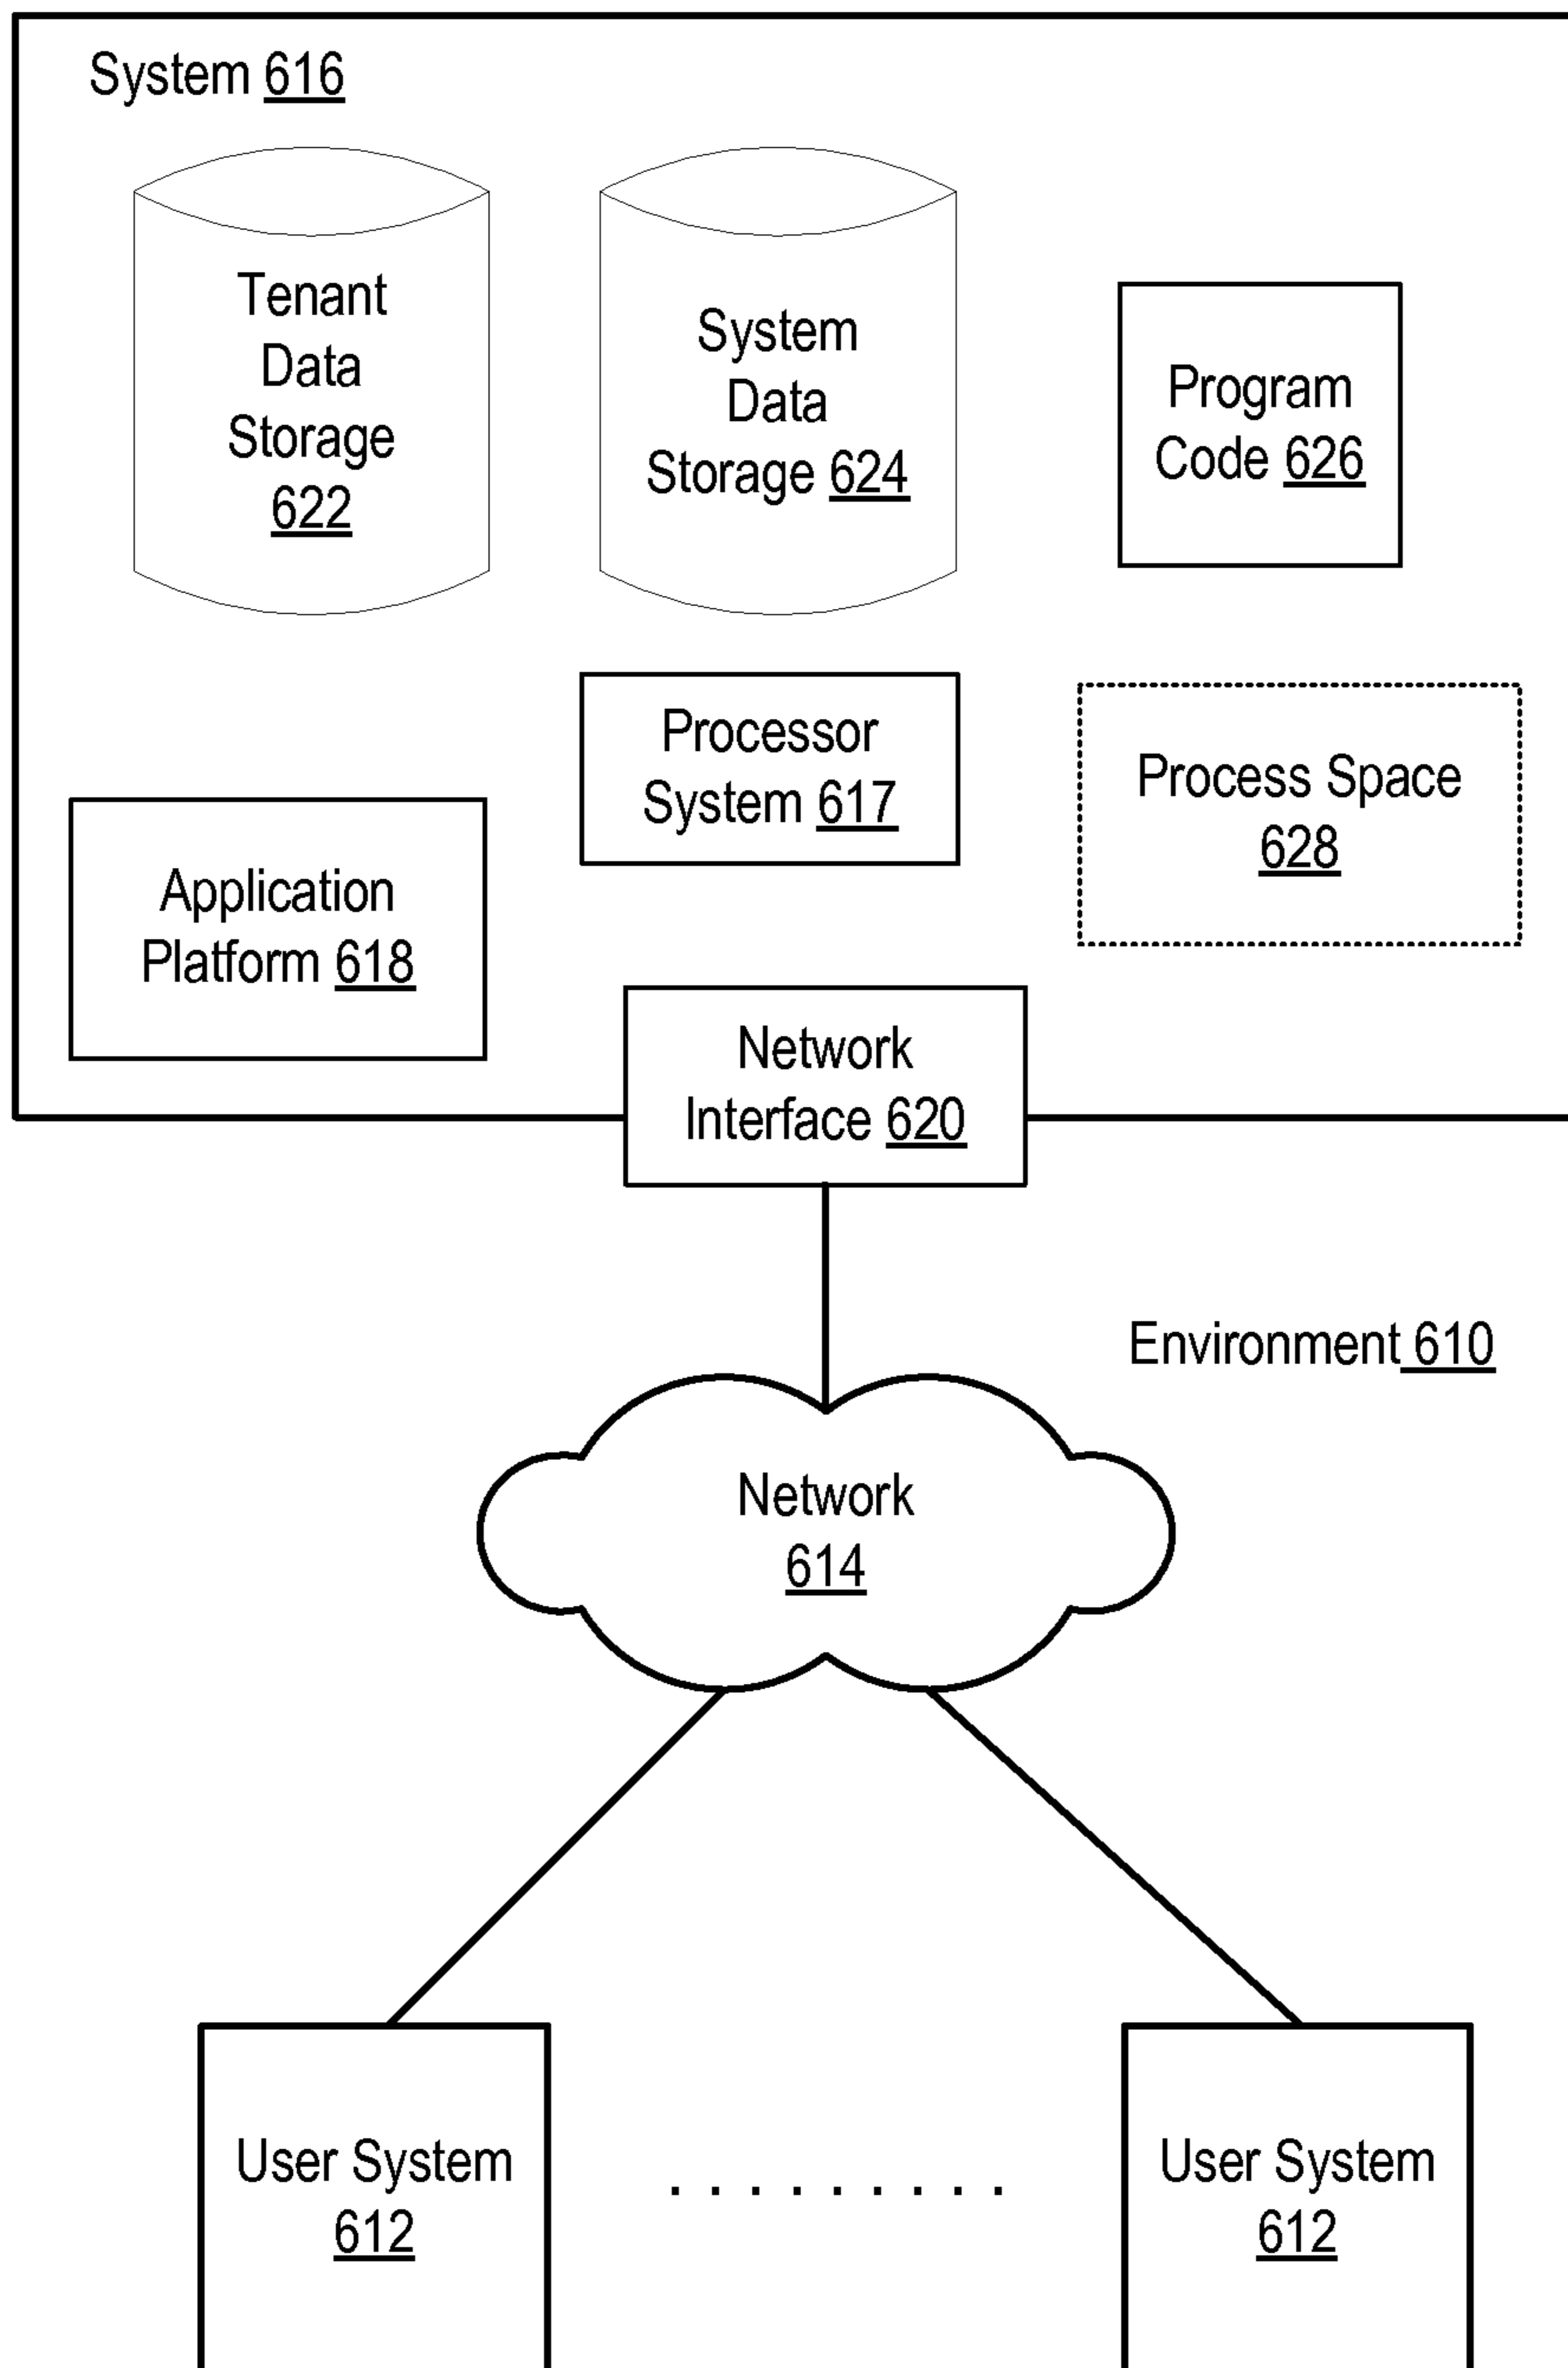 System 616
Tenant
Data
Storage
622
System
Data
Storage 624
Program
Code 626
Processor
System 617
Process Space
628
Application
Platform 618
Network
Interface 620
Environment 610
Network
614
User System
612
User System
612